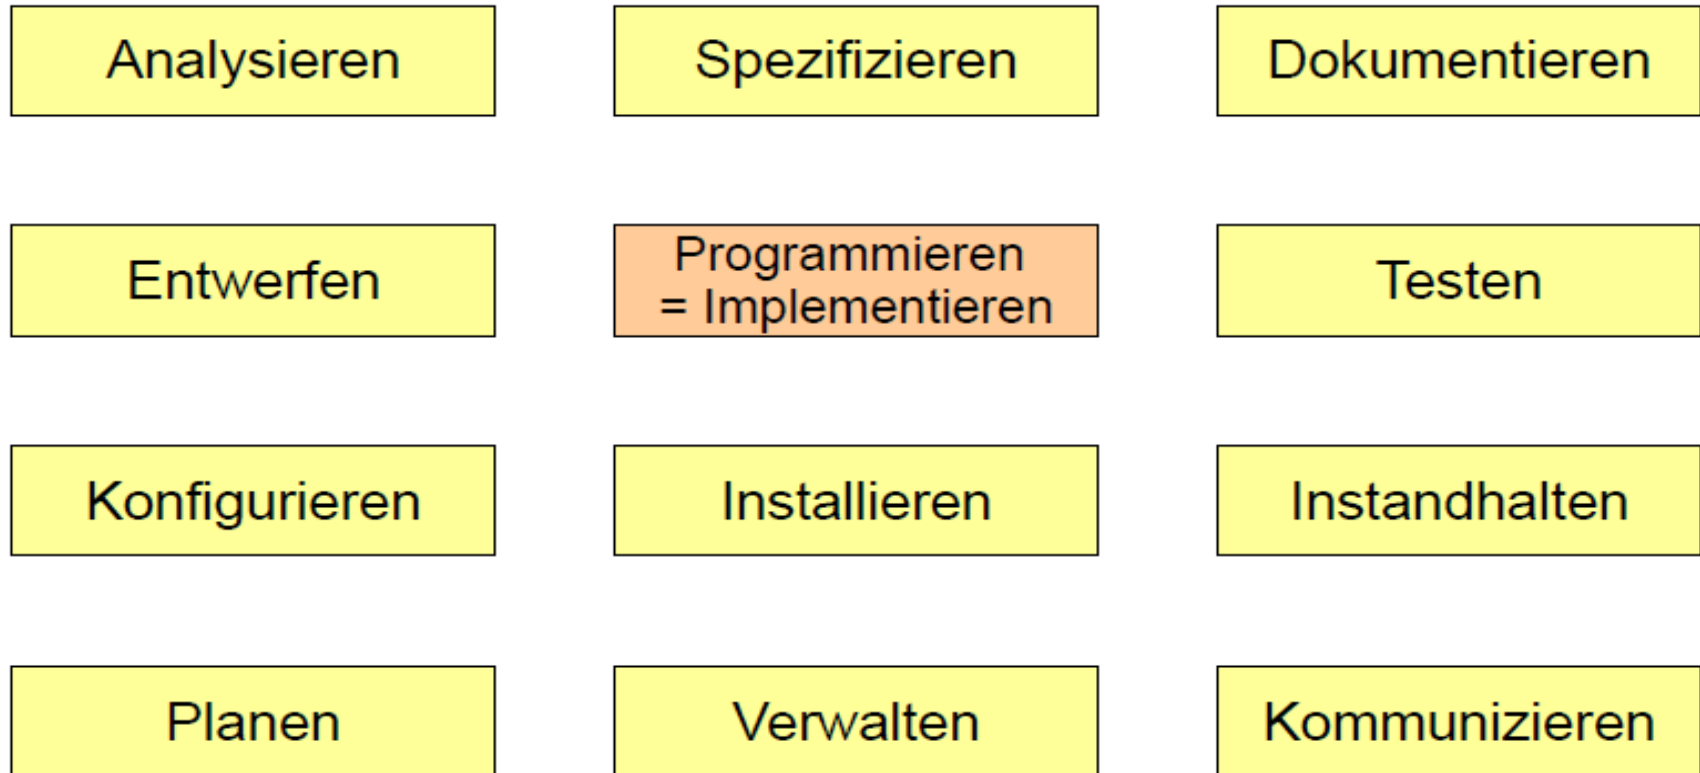 Analysieren
Spezifizieren
Dokumentieren
Entwerfen
Programmieren
= Implementieren
Testen
Konfigurieren
Installieren
Instandhalten
Planen
Verwalten
Kommunizieren